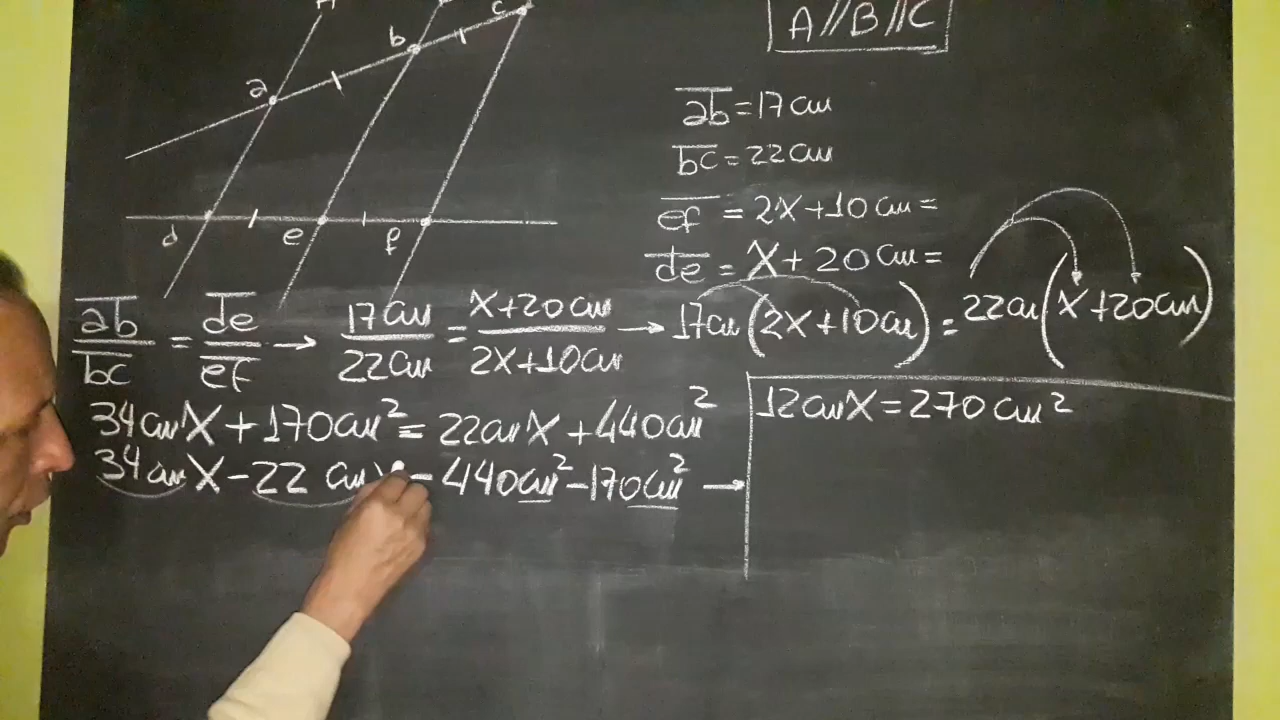 A//B//C
c
b
a
d e f
ab = 17 cm
bc = 22 cm
ef = 2X + 10 cm =
de = X + 20 cm =
ab/bc = de/ef → 17 cm/22 cm = X+20 cm/2X+10 cm → 17 cm (2X + 10 cm) = 22 cm (X + 20 cm)
34 cm X + 170 cm² = 22 cm X + 440 cm²
34 cm X - 22 cm = 440 cm² - 170 cm² →
12 cm X = 270 cm²